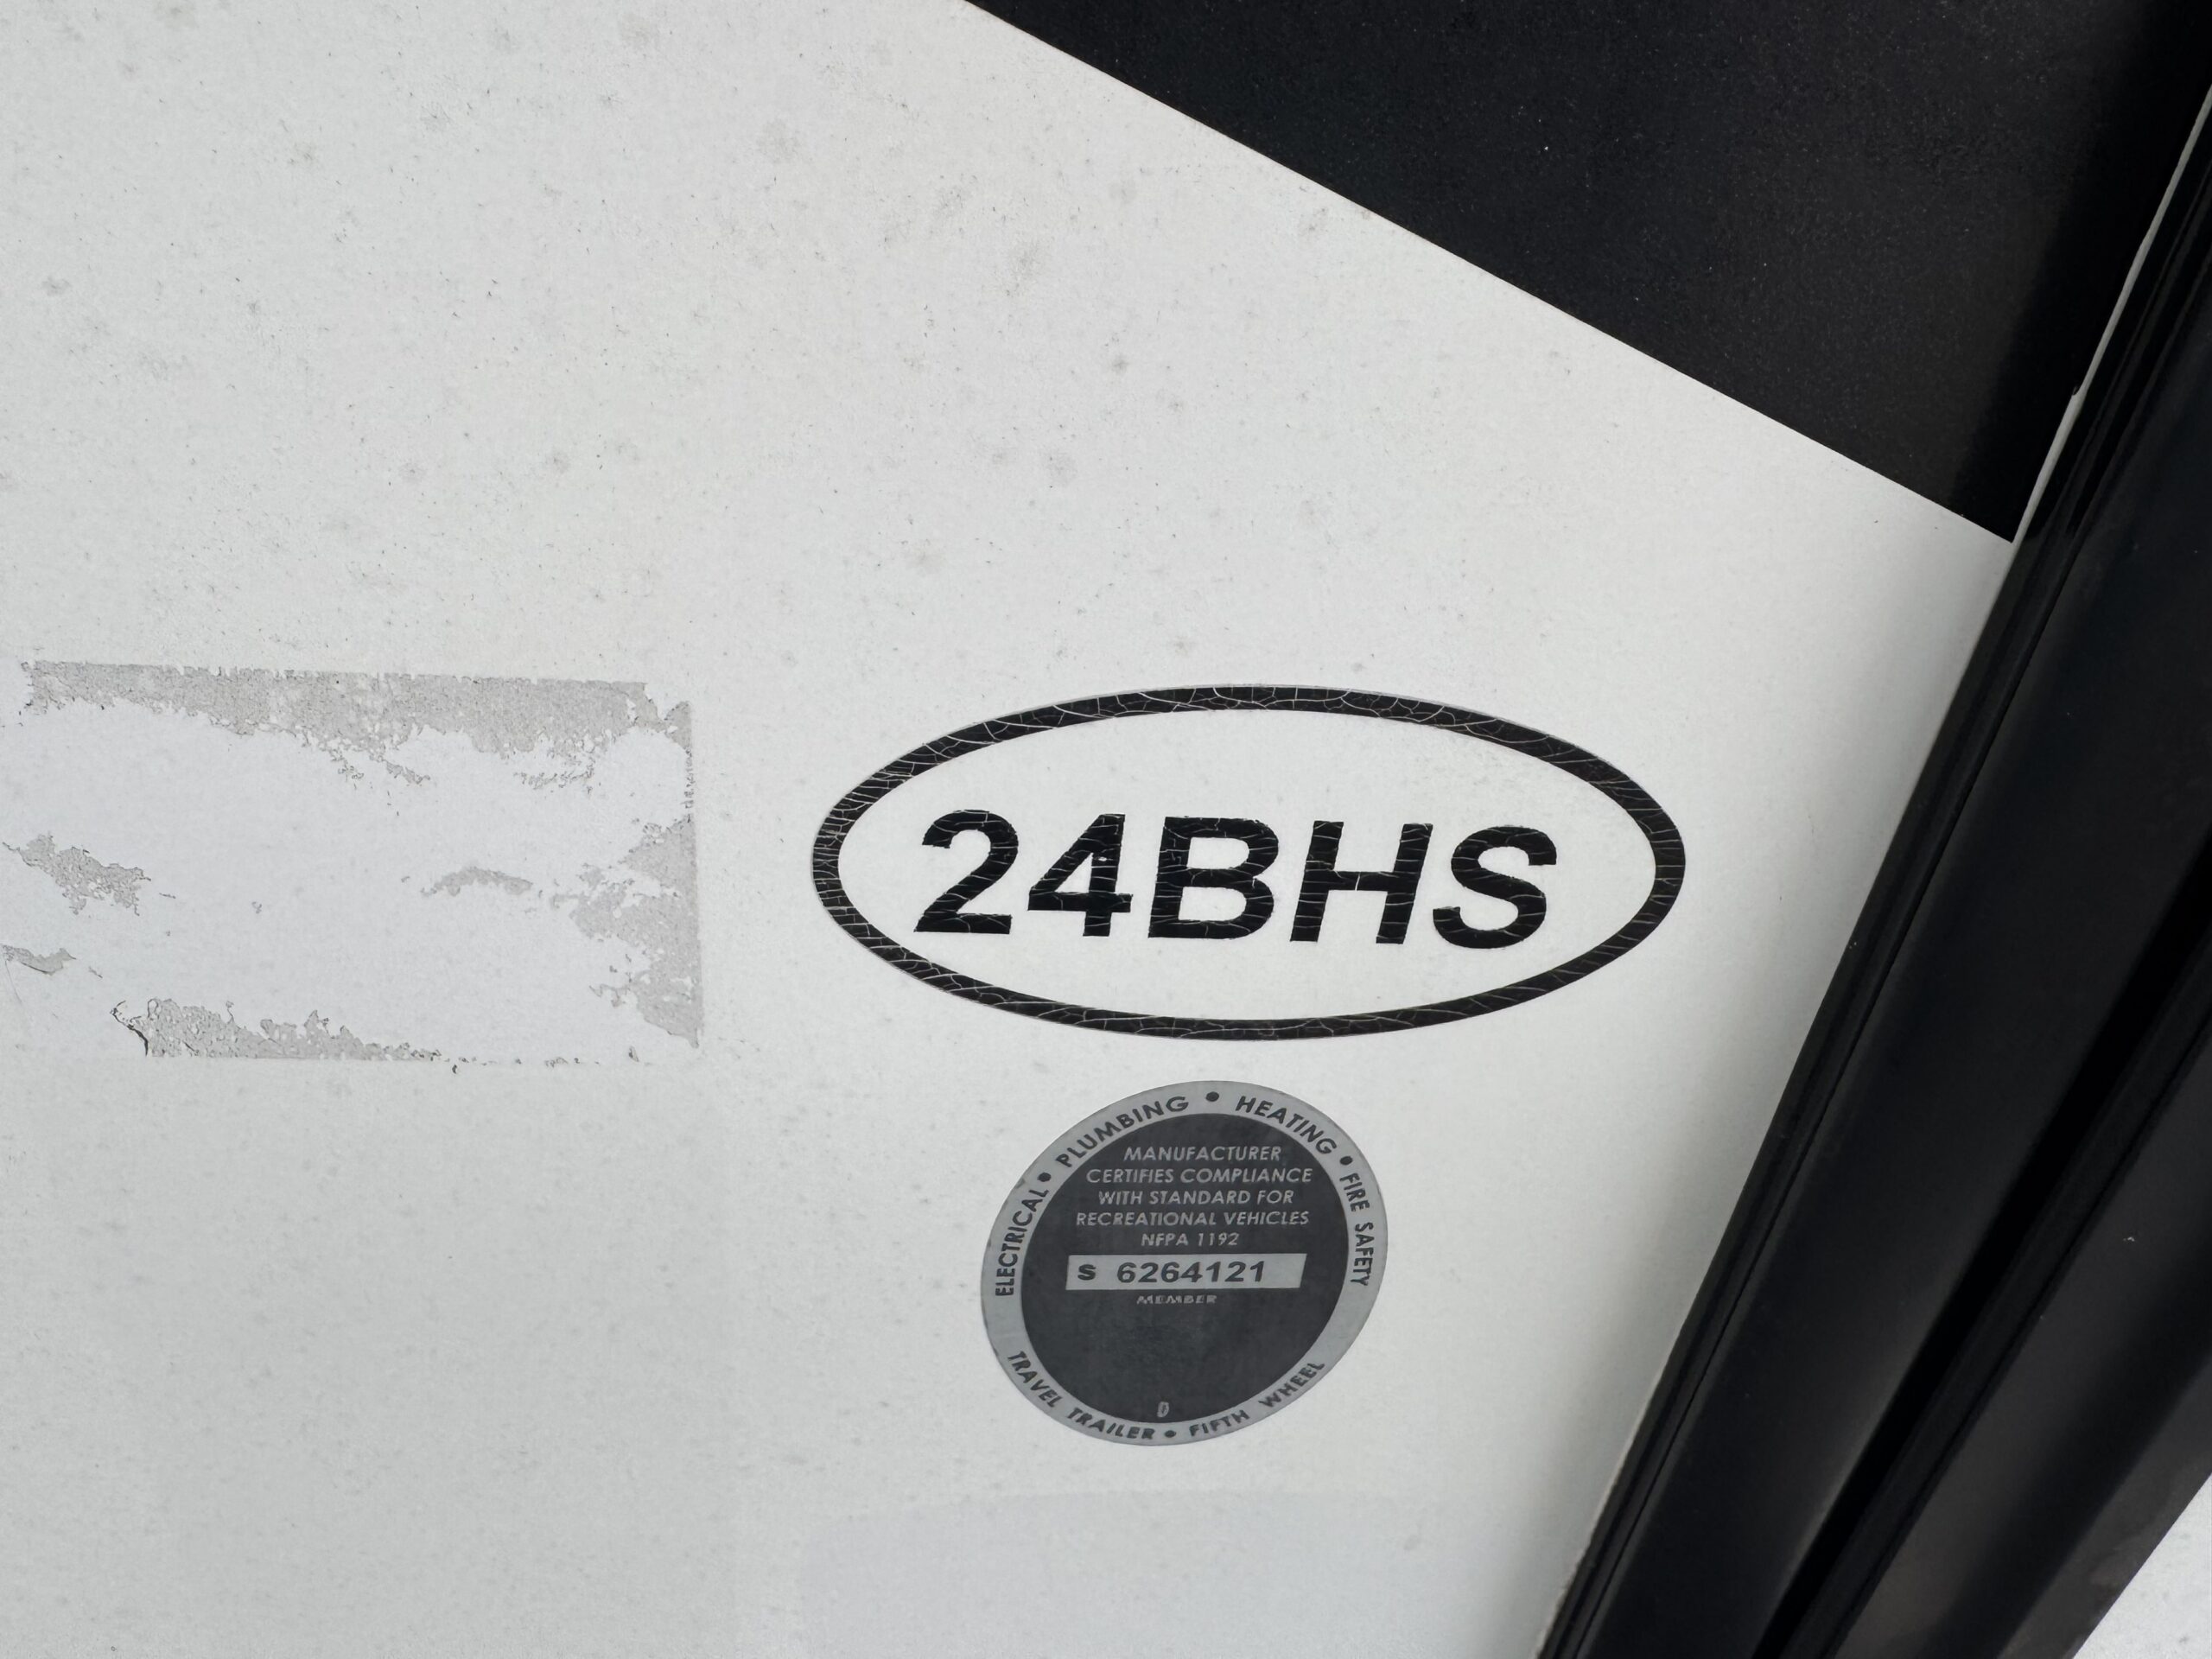 24BHS
ELECTRICAL • PLUMBING • HEATING • FIRE SAFETY
MANUFACTURER
CERTIFIES COMPLIANCE
WITH STANDARD FOR
RECREATIONAL VEHICLES
NFPA 1192
S 6264121
MEMBER
D
TRAVEL TRAILER • FIFTH WHEEL